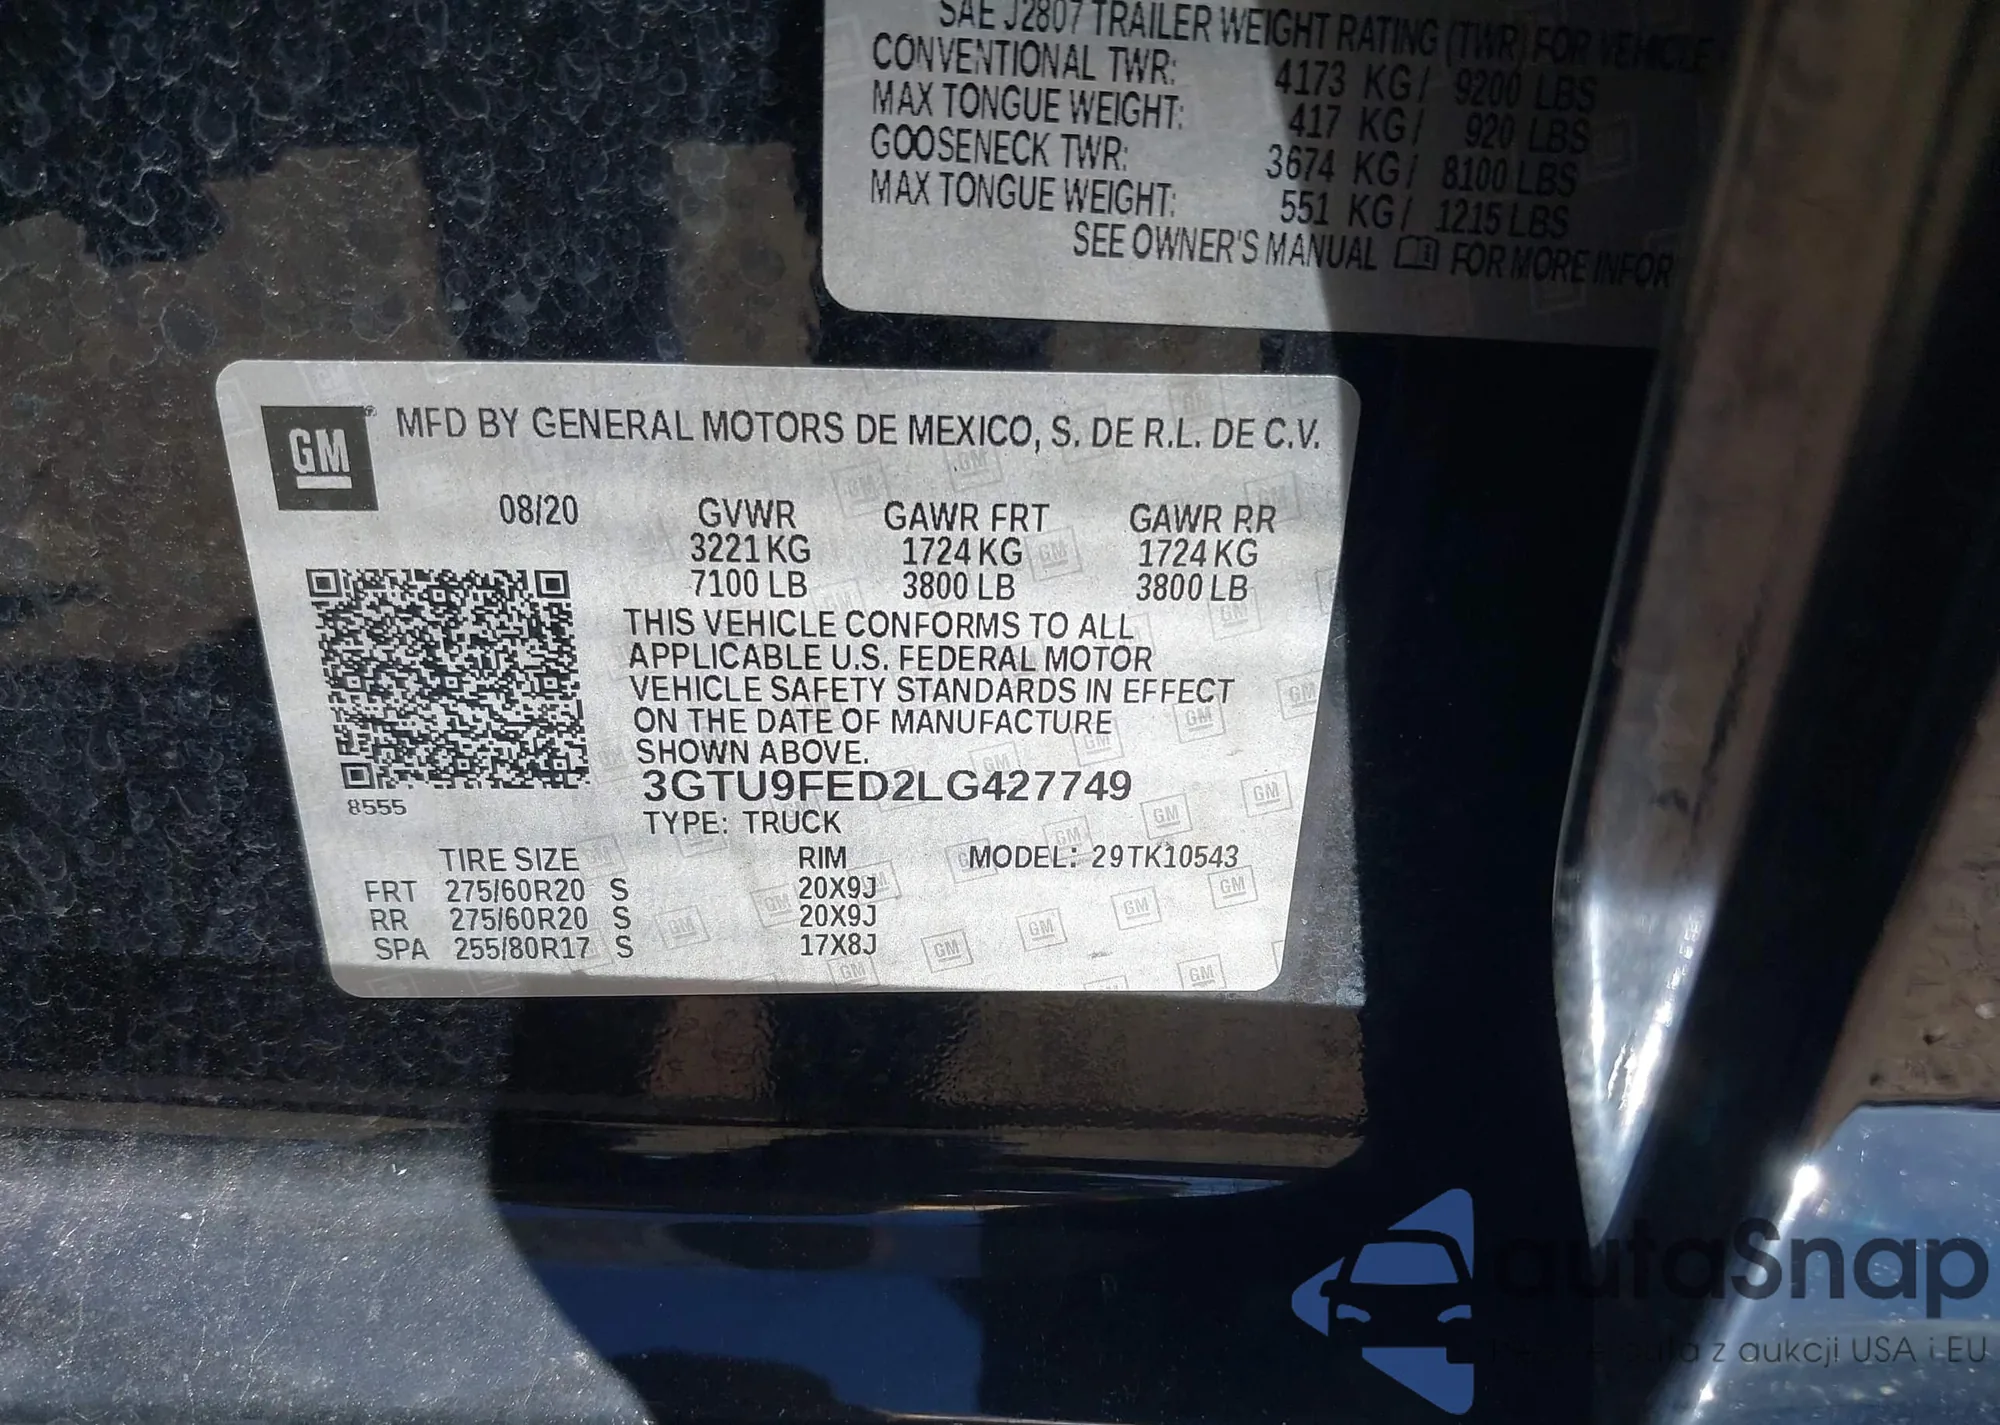 SAE J2807 TRAILER WEIGHT RATING (TWR) FOR VEHICLE
CONVENTIONAL TWR: 4173 KG/ 9200 LBS
MAX TONGUE WEIGHT: 417 KG/ 920 LBS
GOOSENECK TWR: 3674 KG/ 8100 LBS
MAX TONGUE WEIGHT: 551 KG/ 1215 LBS
SEE OWNER'S MANUAL FOR MORE INFOR
GM ® MFD BY GENERAL MOTORS DE MEXICO, S. DE R.L. DE C.V.
08/20 GVWR GAWR FRT GAWR RR
3221 KG 1724 KG 1724 KG
7100 LB 3800 LB 3800 LB
THIS VEHICLE CONFORMS TO ALL
APPLICABLE U.S. FEDERAL MOTOR
VEHICLE SAFETY STANDARDS IN EFFECT
ON THE DATE OF MANUFACTURE
SHOWN ABOVE.
3GTU9FED2LG427749
8555
TYPE: TRUCK
TIRE SIZE RIM MODEL: 29TK10543
FRT 275/60R20 S 20X9J
RR 275/60R20 S 20X9J
SPA 255/80R17 S 17X8J
autaSnap
auta z aukcji USA i EU